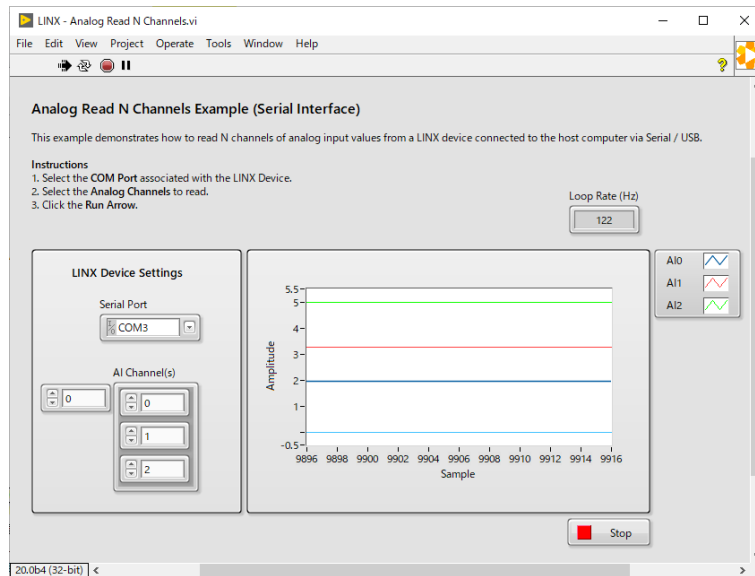 LINX - Analog Read N Channels.vi
File Edit View Project Operate Tools Window Help
Analog Read N Channels Example (Serial Interface)
This example demonstrates how to read N channels of analog input values from a LINX device connected to the host computer via Serial / USB.
Instructions
1. Select the COM Port associated with the LINX Device.
2. Select the Analog Channels to read.
3. Click the Run Arrow.
Loop Rate (Hz)
122
LINX Device Settings
Serial Port
COM3
AI Channel(s)
0
0
1
2
Amplitude
5.5
5
4
3
2
1
-0.5
9896 9898 9900 9902 9904 9906 9908 9910 9912 9914 9916
Sample
AI0
AI1
AI2
Stop
20.0b4 (32-bit)